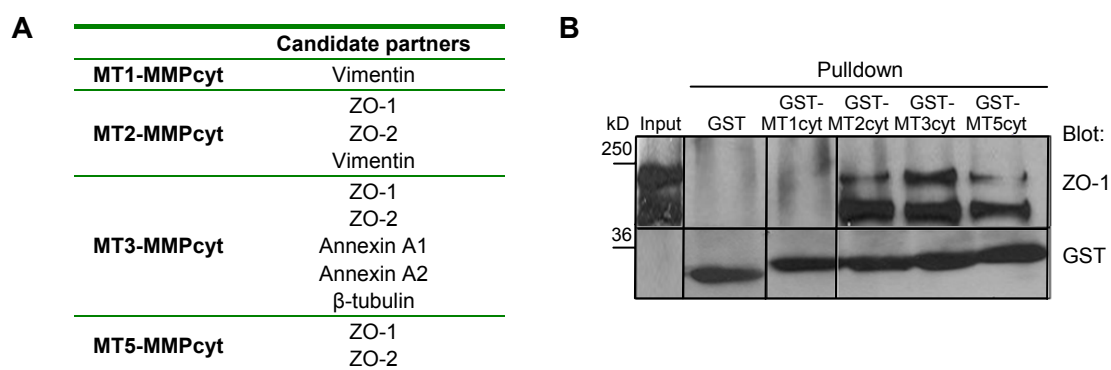 A
Candidate partners
MT1-MMPcyt Vimentin
MT2-MMPcyt
ZO-1
ZO-2
Vimentin
MT3-MMPcyt
ZO-1
ZO-2
Annexin A1
Annexin A2
β-tubulin
MT5-MMPcyt
ZO-1
ZO-2
B
Pulldown
kD Input GST GST-MT1cyt GST-MT2cyt GST-MT3cyt GST-MT5cyt
Blot:
250
ZO-1
36
GST